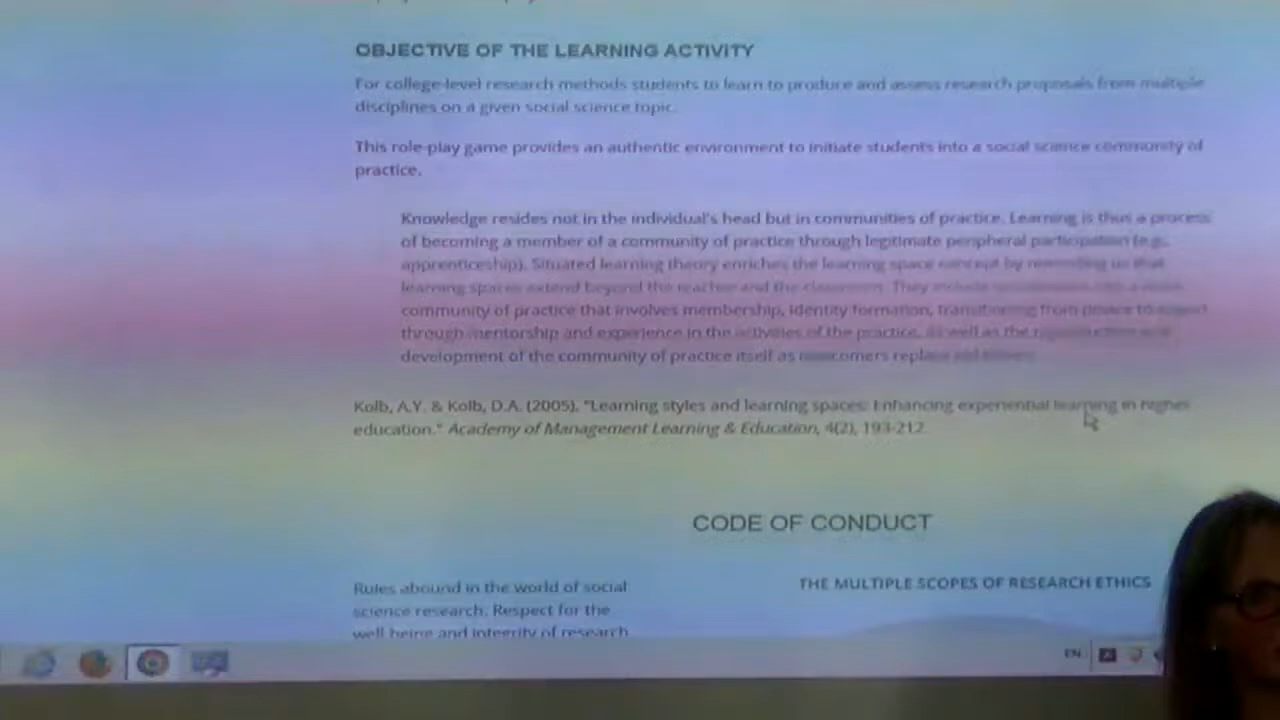 OBJECTIVE OF THE LEARNING ACTIVITY
For college-level research methods students to learn to produce and assess research proposals from multiple
disciplines on a given social science topic.
This role-play game provides an authentic environment to initiate students into a social science community of
practice.
Knowledge resides not in the individual's head but in communities of practice. Learning is thus a process
of becoming a member of a community of practice through legitimate peripheral participation (e.g.,
apprenticeship). Situated learning theory enriches the learning space concept by reminding us that
learning spaces extend beyond the teacher and the classroom. They include socialization into a
community of practice that involves membership, identity formation, transitioning from novice to expert
through mentorship and experience in the activities of the practice, as well as the reproduction and
development of the community of practice itself as newcomers replace old
Kolb, A.Y. & Kolb, D.A. (2005). "Learning styles and learning spaces: Enhancing experiential learning in higher
education." Academy of Management Learning & Education, 4(2), 193-212.
CODE OF CONDUCT
Rules abound in the world of social
science research. Respect for the
well being and integrity of research
THE MULTIPLE SCOPES OF RESEARCH ETHICS
EN